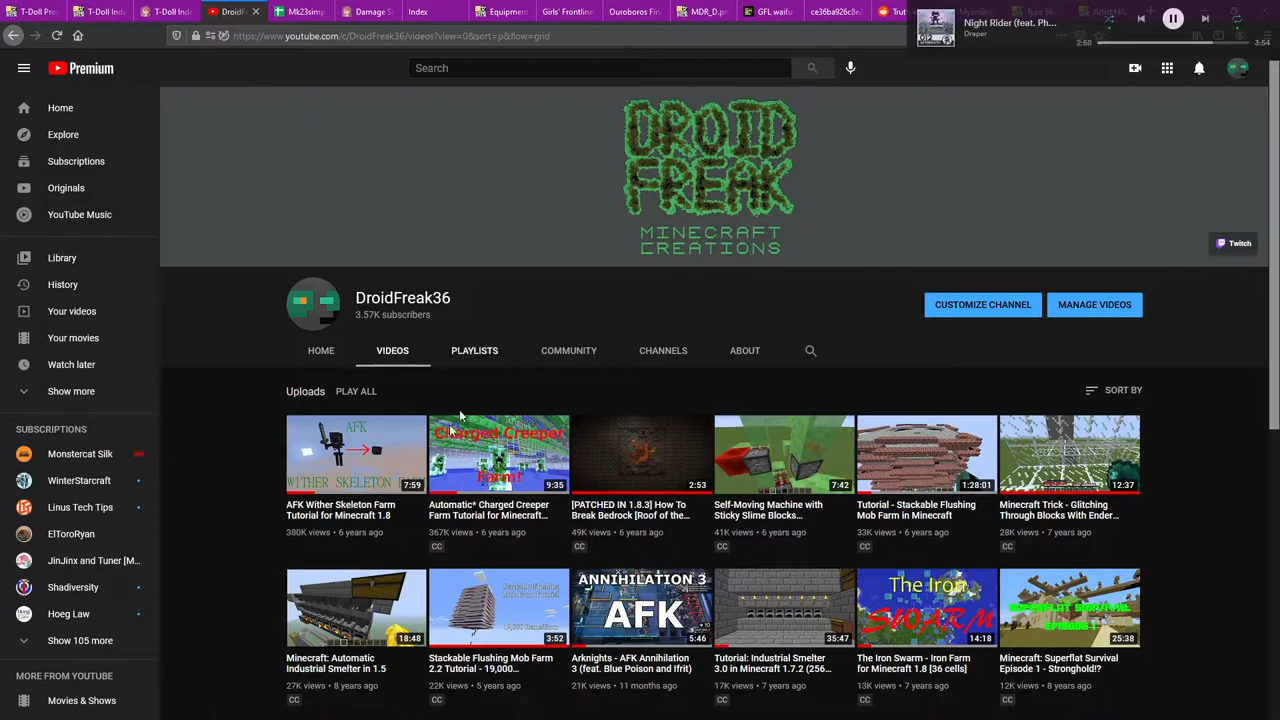 T-Doll Pro
T-Doll Ind
T-Doll Ind
DroidF
Mk23simp
Damage Si
Index
Equipment
Girls' Frontline
Ouroboros Fin
MDR_D.pn
GFL waifu
ce36ba926c8e2
Trut
https://www.youtube.com/c/DroidFreak36/videos?view=0&sort=p&flow=grid
Night Rider (feat. Ph...
Draper
2:58
3:54
Premium
Search
Home
Explore
Subscriptions
Originals
YouTube Music
Library
History
Your videos
Your movies
Watch later
Show more
SUBSCRIPTIONS
Monstercat Silk
WinterStarcraft
Linus Tech Tips
ElToroRyan
JinJinx and Tuner [M...
Shadiversity
Hoeg Law
Show 105 more
MORE FROM YOUTUBE
Movies & Shows
DROID
FREAK
MINECRAFT
CREATIONS
Twitch
DroidFreak36
3.57K subscribers
CUSTOMIZE CHANNEL
MANAGE VIDEOS
HOME
VIDEOS
PLAYLISTS
COMMUNITY
CHANNELS
ABOUT
Uploads
PLAY ALL
SORT BY
AFK
WITHER SKELETON FARM
7:59
AFK Wither Skeleton Farm
Tutorial for Minecraft 1.8
380K views • 6 years ago
Charged Creeper
Farm!
9:35
Automatic* Charged Creeper
Farm Tutorial for Minecraft...
367K views • 6 years ago
CC
2:53
[PATCHED IN 1.8.3] How To
Break Bedrock [Roof of the...
49K views • 6 years ago
CC
7:42
Self-Moving Machine with
Sticky Slime Blocks...
41K views • 6 years ago
CC
1:28:01
Tutorial - Stackable Flushing
Mob Farm in Minecraft
33K views • 6 years ago
CC
12:37
Minecraft Trick - Glitching
Through Blocks With Ender...
28K views • 7 years ago
CC
18:48
Minecraft: Automatic
Industrial Smelter in 1.5
27K views • 8 years ago
CC
3:52
Stackable Flushing Mob Farm
2.2 Tutorial - 19,000...
22K views • 5 years ago
CC
ANNIHILATION 3
AFK
5:46
Arknights - AFK Annihilation
3 (feat. Blue Poison and Ifrit)
21K views • 11 months ago
35:47
Tutorial: Industrial Smelter
3.0 in Minecraft 1.7.2 (256...
17K views • 7 years ago
CC
The Iron
SWARM
14:18
The Iron Swarm - Iron Farm
for Minecraft 1.8 [36 cells]
13K views • 7 years ago
CC
SUPERFLAT SURVIVAL
EPISODE 1
25:38
Minecraft: Superflat Survival
Episode 1 - Stronghold!?
12K views • 8 years ago
CC